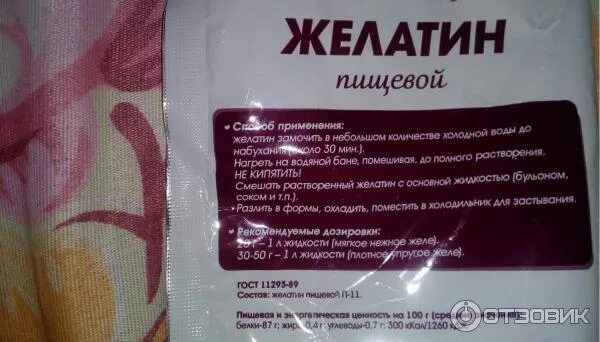 ЖЕЛАТИН
пищевой
Способ применения:
желатин замочить в небольшом количестве холодной воды до
набухания (около 30 мин.).
Нагреть на водяной бане, помешивая, до полного растворения.
НЕ КИПЯТИТЬ!
Смешать растворенный желатин с основной жидкостью (бульоном,
соком и т.п.).
Разлить в формы, охладить, поместить в холодильник для застывания.
Рекомендуемые дозировки:
20 г – 1 л жидкости (мягкое нежное желе).
30-50 г – 1 л жидкости (плотное упругое желе).
ГОСТ 11293-89
Состав: желатин пищевой П-11.
Пищевая и энергетическая ценность на 100 г (средние значения):
белки-87 г; жиры-0,4 г; углеводы-0,7 г; 300 кКал/1260 кДж
ОТЗОВИК